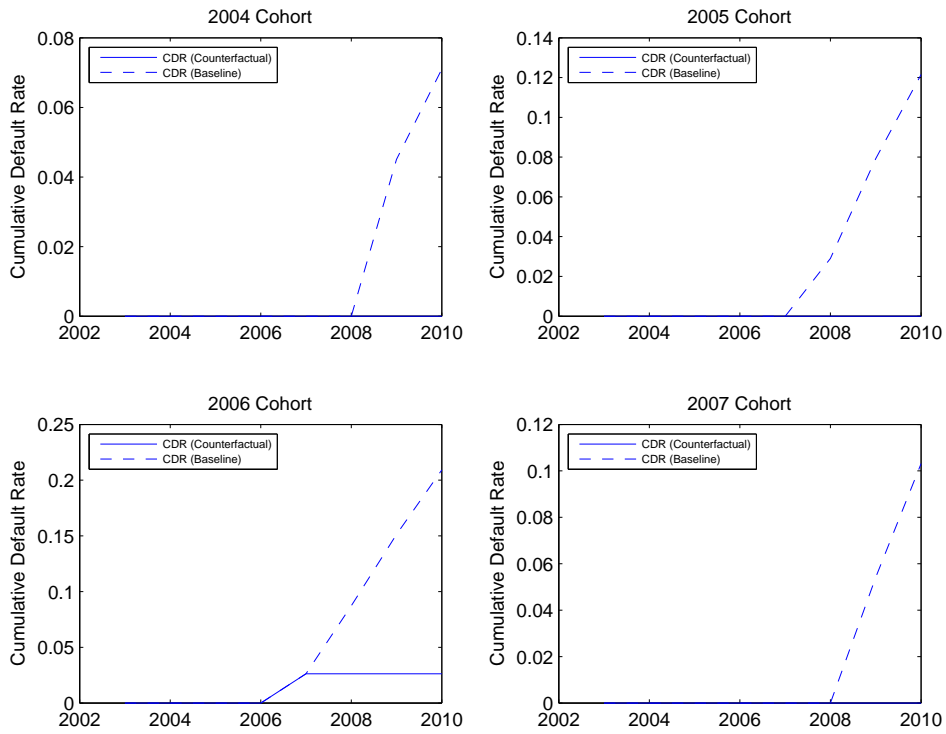 2004 Cohort
0.08
0.06
0.04
0.02
0
Cumulative Default Rate
CDR (Counterfactual)
CDR (Baseline)
2002 2004 2006 2008 2010
2005 Cohort
0.14
0.12
0.1
0.08
0.06
0.04
0.02
0
Cumulative Default Rate
CDR (Counterfactual)
CDR (Baseline)
2002 2004 2006 2008 2010
2006 Cohort
0.25
0.2
0.15
0.1
0.05
0
Cumulative Default Rate
CDR (Counterfactual)
CDR (Baseline)
2002 2004 2006 2008 2010
2007 Cohort
0.12
0.1
0.08
0.06
0.04
0.02
0
Cumulative Default Rate
CDR (Counterfactual)
CDR (Baseline)
2002 2004 2006 2008 2010